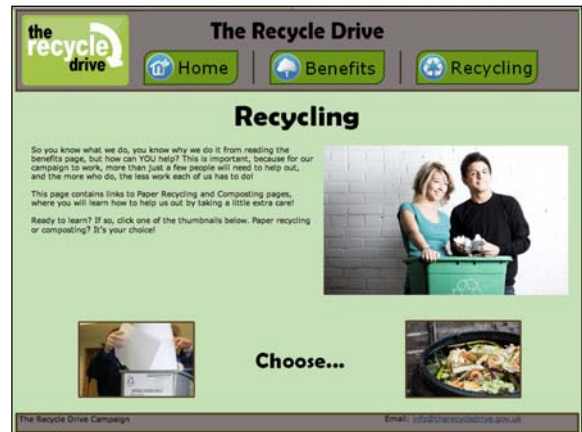 the
recycle
drive
The Recycle Drive
Home
Benefits
Recycling
Recycling
So you know what we do, you know why we do it from reading the
benefits page, but how can YOU help? This is important, because for our
campaign to work, more than just a few people will need to help out,
and the more who do, the less work each of us has to do!
This page contains links to Paper Recycling and Composting pages,
where you will learn how to help us out by taking a little extra care!
Ready to learn? If so, click one of the thumbnails below. Paper recycling
or composting? It's your choice!
Choose...
The Recycle Drive Campaign
Email: info@therecycledrive.gov.uk